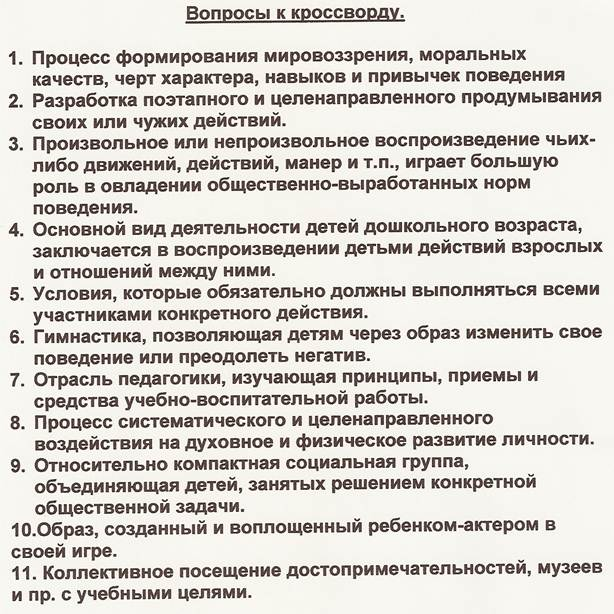 Вопросы к кроссворду.
1. Процесс формирования мировоззрения, моральных
качеств, черт характера, навыков и привычек поведения
2. Разработка поэтапного и целенаправленного продумывания
своих или чужих действий.
3. Произвольное или непроизвольное воспроизведение чьих-
либо движений, действий, манер и т.п., играет большую
роль в овладении общественно-выработанных норм
поведения.
4. Основной вид деятельности детей дошкольного возраста,
заключается в воспроизведении детьми действий взрослых
и отношений между ними.
5. Условия, которые обязательно должны выполняться всеми
участниками конкретного действия.
6. Гимнастика, позволяющая детям через образ изменить свое
поведение или преодолеть негатив.
7. Отрасль педагогики, изучающая принципы, приемы и
средства учебно-воспитательной работы.
8. Процесс систематического и целенаправленного
воздействия на духовное и физическое развитие личности.
9. Относительно компактная социальная группа,
объединяющая детей, занятых решением конкретной
общественной задачи.
10.Образ, созданный и воплощенный ребенком-актером в
своей игре.
11. Коллективное посещение достопримечательностей, музеев
и пр. с учебными целями.